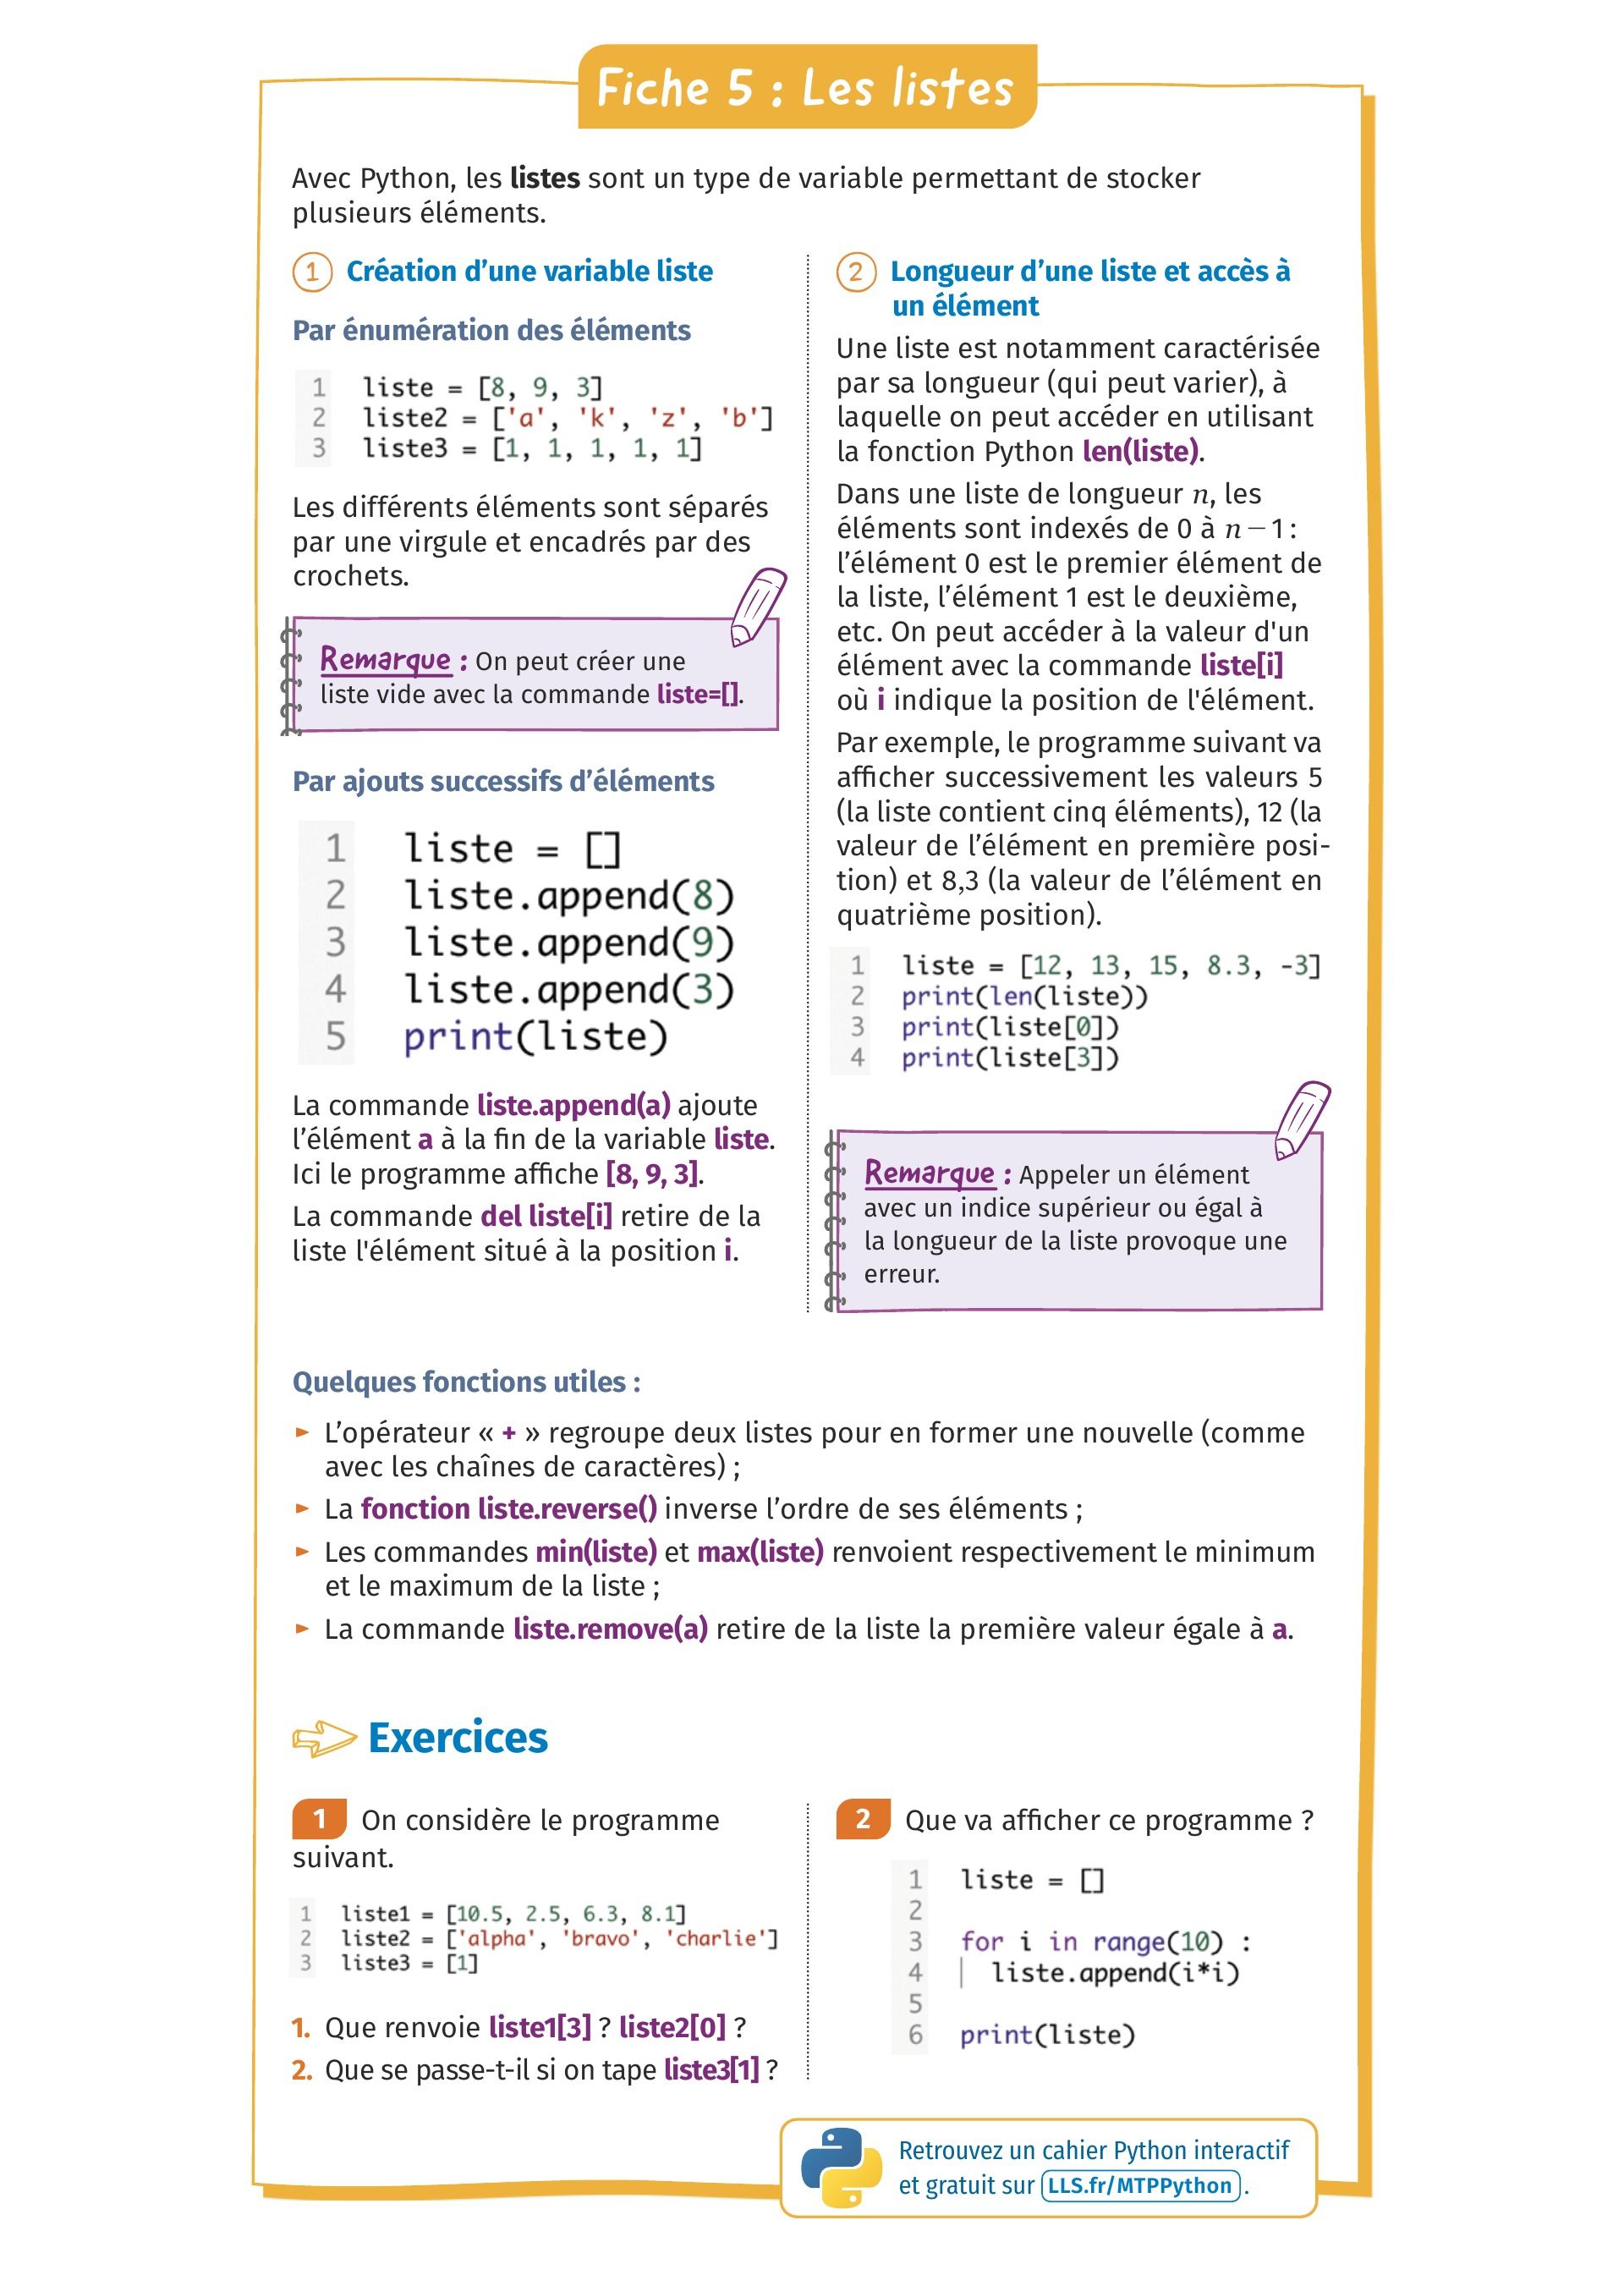 Fiche 5 : Les listes
Avec Python, les listes sont un type de variable permettant de stocker
plusieurs éléments.
1 Création d’une variable liste
Par énumération des éléments
1 liste = [8, 9, 3]
2 liste2 = ['a', 'k', 'z', 'b']
3 liste3 = [1, 1, 1, 1, 1]
Les différents éléments sont séparés
par une virgule et encadrés par des
crochets.
Remarque : On peut créer une
liste vide avec la commande liste=[].
Par ajouts successifs d’éléments
1 liste = []
2 liste.append(8)
3 liste.append(9)
4 liste.append(3)
5 print(liste)
La commande liste.append(a) ajoute
l’élément a à la fin de la variable liste.
Ici le programme affiche [8, 9, 3].
La commande del liste[i] retire de la
liste l'élément situé à la position i.
2 Longueur d’une liste et accès à
un élément
Une liste est notamment caractérisée
par sa longueur (qui peut varier), à
laquelle on peut accéder en utilisant
la fonction Python len(liste).
Dans une liste de longueur n, les
éléments sont indexés de 0 à n − 1 :
l’élément 0 est le premier élément de
la liste, l’élément 1 est le deuxième,
etc. On peut accéder à la valeur d'un
élément avec la commande liste[i]
où i indique la position de l'élément.
Par exemple, le programme suivant va
afficher successivement les valeurs 5
(la liste contient cinq éléments), 12 (la
valeur de l’élément en première posi-
tion) et 8,3 (la valeur de l’élément en
quatrième position).
1 liste = [12, 13, 15, 8.3, -3]
2 print(len(liste))
3 print(liste[0])
4 print(liste[3])
Remarque : Appeler un élément
avec un indice supérieur ou égal à
la longueur de la liste provoque une
erreur.
Quelques fonctions utiles :
► L’opérateur « + » regroupe deux listes pour en former une nouvelle (comme
avec les chaînes de caractères) ;
► La fonction liste.reverse() inverse l’ordre de ses éléments ;
► Les commandes min(liste) et max(liste) renvoient respectivement le minimum
et le maximum de la liste ;
► La commande liste.remove(a) retire de la liste la première valeur égale à a.
Exercices
1 On considère le programme
suivant.
1 liste1 = [10.5, 2.5, 6.3, 8.1]
2 liste2 = ['alpha', 'bravo', 'charlie']
3 liste3 = [1]
1. Que renvoie liste1[3] ? liste2[0] ?
2. Que se passe-t-il si on tape liste3[1] ?
2 Que va afficher ce programme ?
1 liste = []
2
3 for i in range(10) :
4 liste.append(i*i)
5
6 print(liste)
Retrouvez un cahier Python interactif
et gratuit sur LLS.fr/MTPPython .